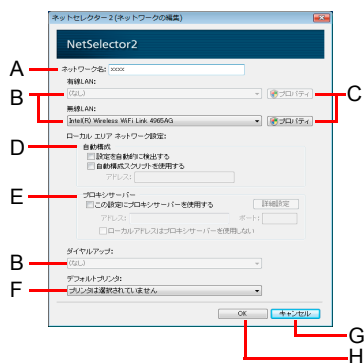 ネットセレクター2 (ネットワークの編集)
NetSelector2
A ネットワーク名: xxxx
有線LAN:
B (なし) プロパティ C
無線LAN:
Intel(R) Wireless WiFi Link 4965AG プロパティ
ローカル エリア ネットワーク設定:
D 自動構成
設定を自動的に検出する
自動構成スクリプトを使用する
アドレス:
E プロキシサーバー
この設定にプロキシサーバーを使用する 詳細設定
アドレス: ポート:
ローカルアドレスはプロキシサーバーを使用しない
ダイヤルアップ:
B (なし)
デフォルトプリンタ:
F プリンタは選択されていません
OK キャンセル
G
H